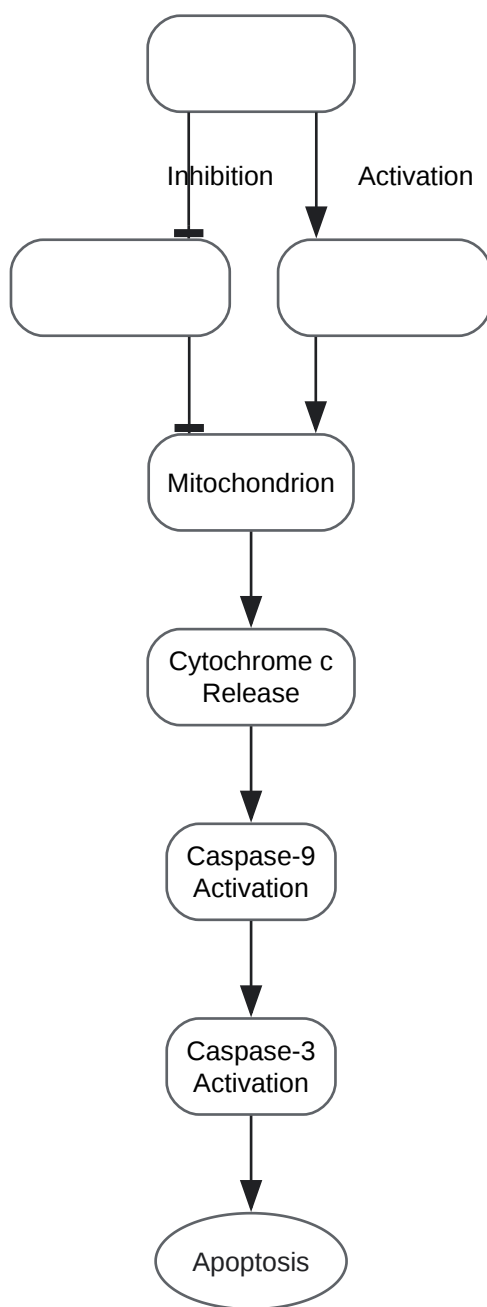 Inhibition
Activation
Mitochondrion
Cytochrome c
Release
Caspase-9
Activation
Caspase-3
Activation
Apoptosis